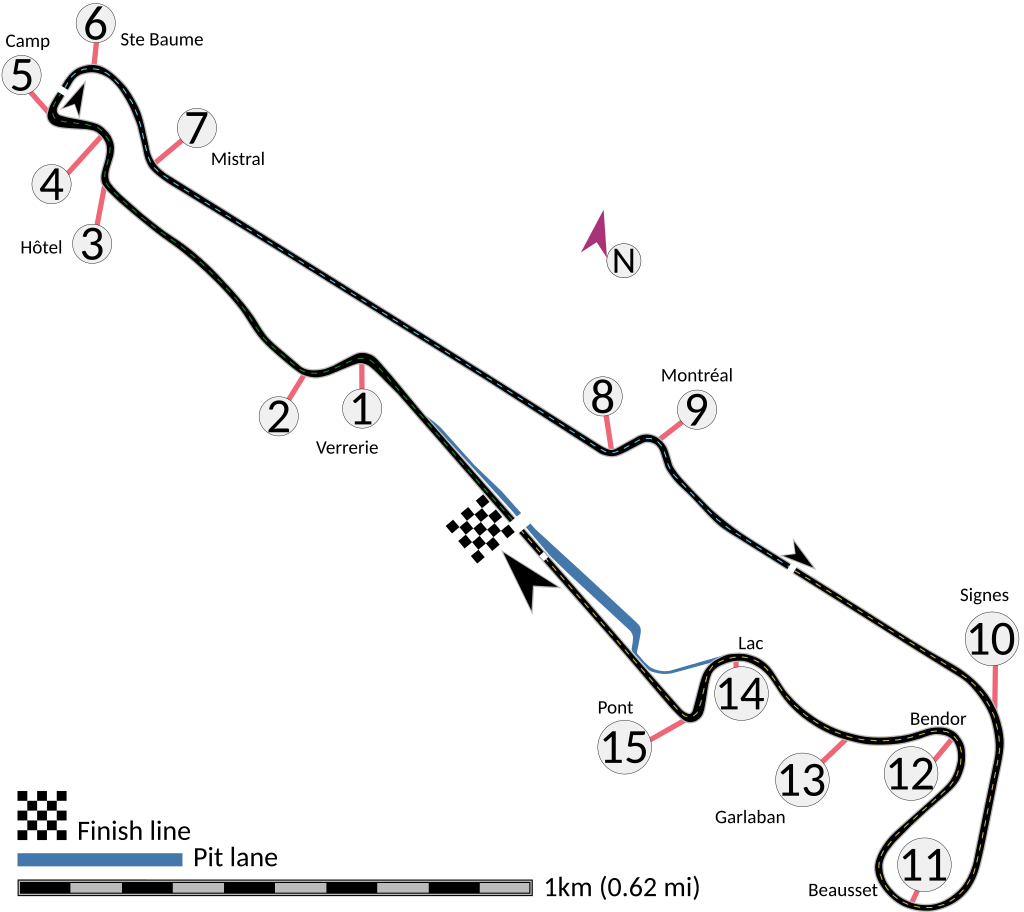 6
Ste Baume
Camp
5
7
Mistral
4
3
Hôtel
N
Montréal
8
9
2
1
Verrerie
Signes
10
Lac
14
Pont
15
Bendor
12
13
Garlaban
11
Beausset
Finish line
Pit lane
1km (0.62 mi)